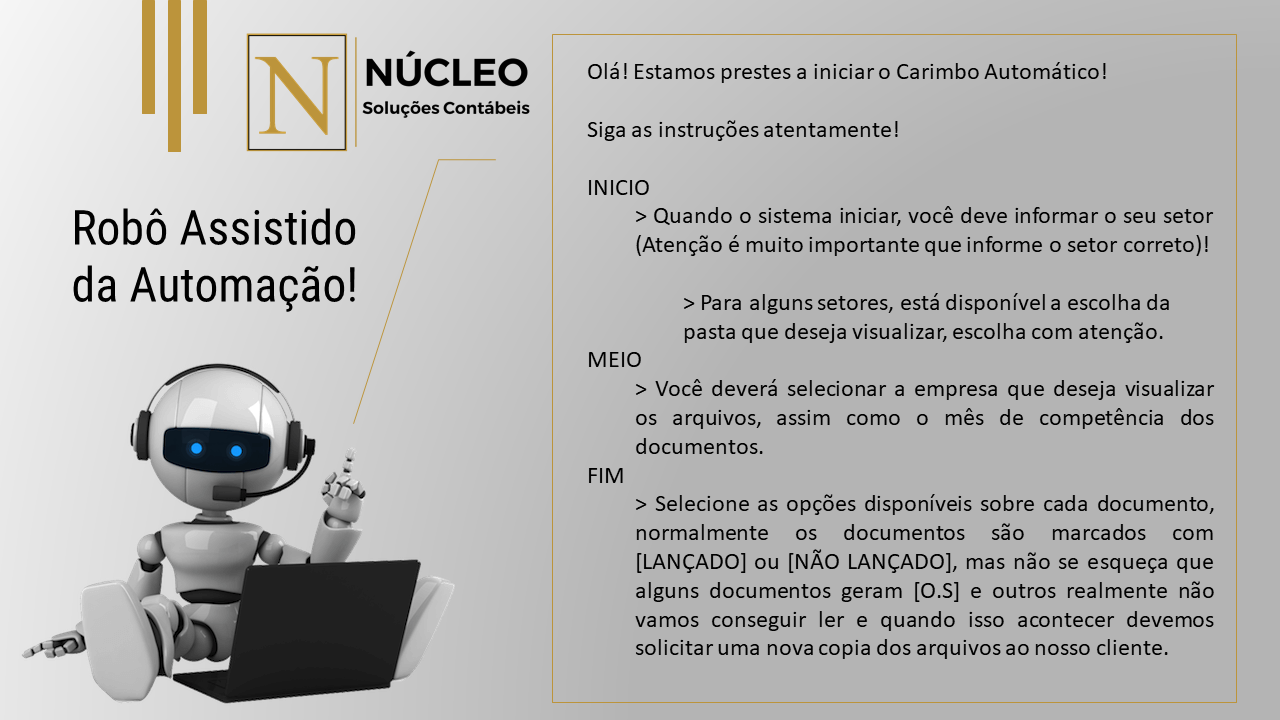 N
NÚCLEO
Soluções Contábeis
Robô Assistido
da Automação!
Olá! Estamos prestes a iniciar o Carimbo Automático!
Siga as instruções atentamente!
INICIO
> Quando o sistema iniciar, você deve informar o seu setor
(Atenção é muito importante que informe o setor correto)!
> Para alguns setores, está disponível a escolha da
pasta que deseja visualizar, escolha com atenção.
MEIO
> Você deverá selecionar a empresa que deseja visualizar
os arquivos, assim como o mês de competência dos
documentos.
FIM
> Selecione as opções disponíveis sobre cada documento,
normalmente os documentos são marcados com
[LANÇADO] ou [NÃO LANÇADO], mas não se esqueça que
alguns documentos geram [O.S] e outros realmente não
vamos conseguir ler e quando isso acontecer devemos
solicitar uma nova copia dos arquivos ao nosso cliente.